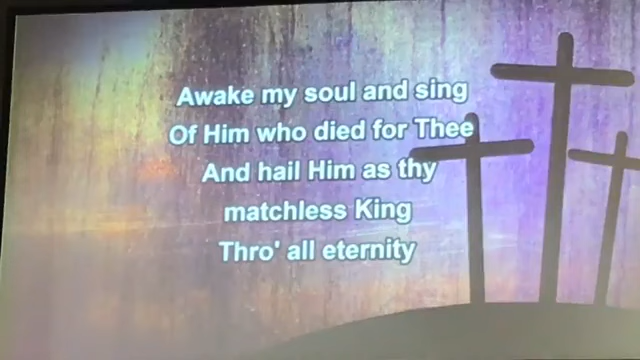 Awake my soul and sing
Of Him who died for Thee
And hail Him as thy
matchless King
Thro' all eternity